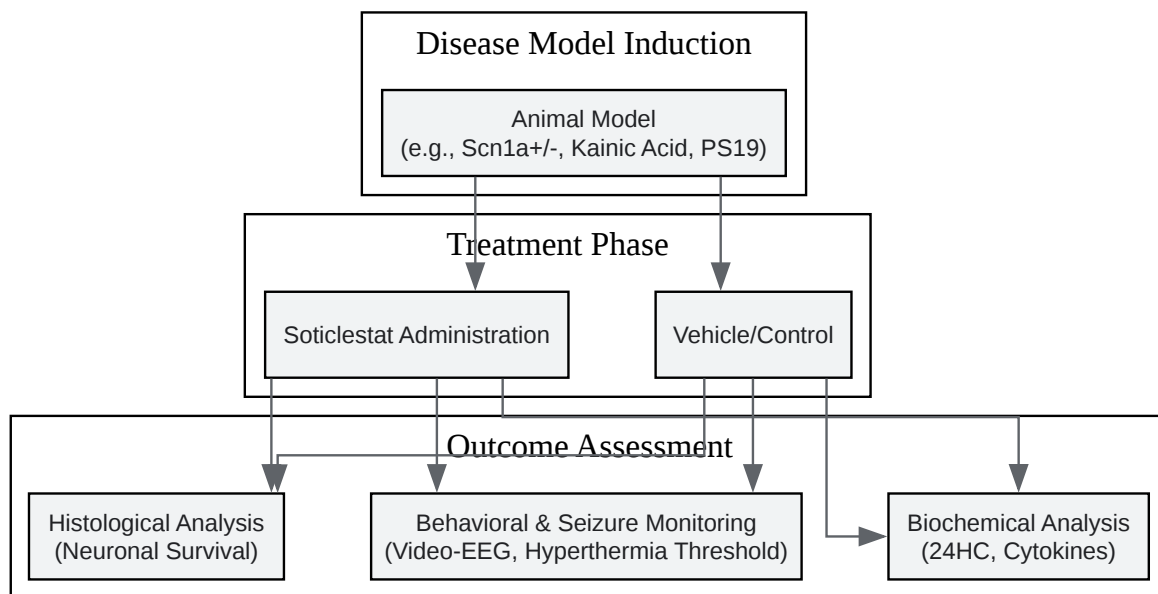 Disease Model Induction
Animal Model
(e.g., Scn1a+/-, Kainic Acid, PS19)
Treatment Phase
Soticlestat Administration
Vehicle/Control
Outcome Assessment
Histological Analysis
(Neuronal Survival)
Behavioral & Seizure Monitoring
(Video-EEG, Hyperthermia Threshold)
Biochemical Analysis
(24HC, Cytokines)